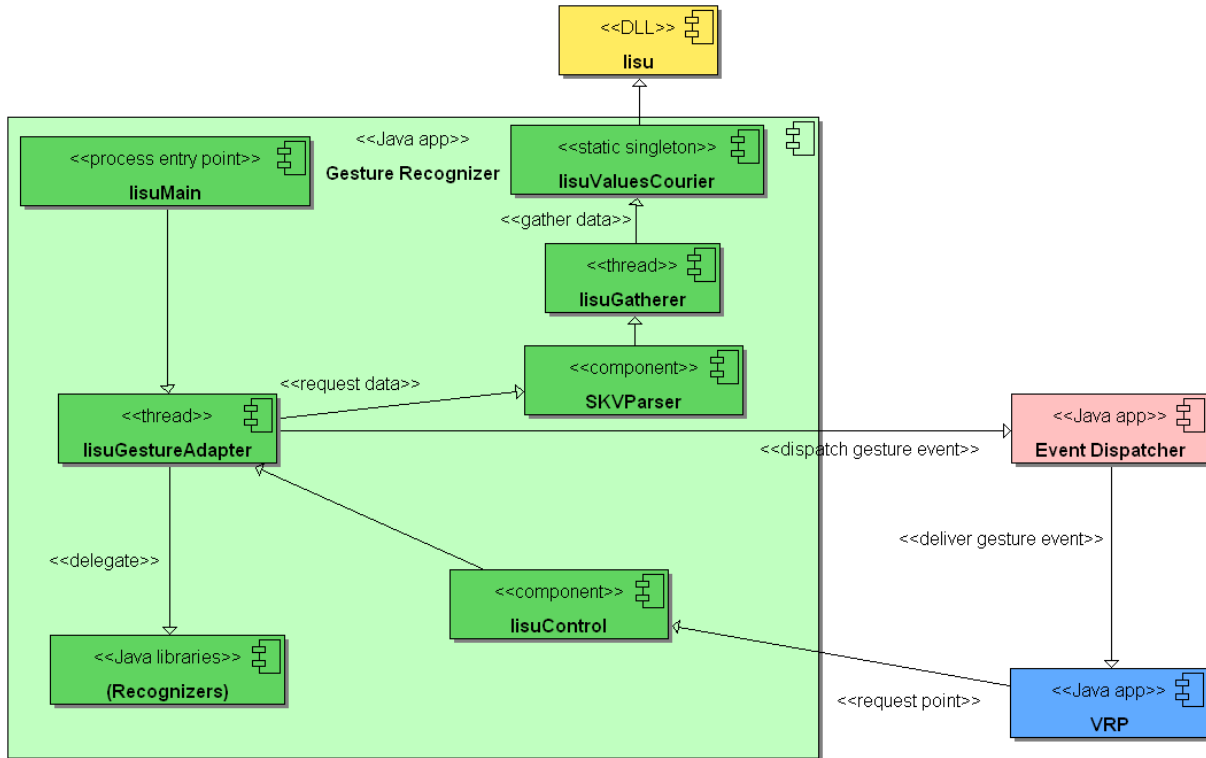 <<DLL>>
lisu
<<process entry point>>
lisuMain
<<Java app>>
Gesture Recognizer
<<static singleton>>
lisuValuesCourier
<<gather data>>
<<thread>>
lisuGatherer
<<component>>
SKVParser
<<request data>>
<<thread>>
lisuGestureAdapter
<<Java app>>
Event Dispatcher
<<dispatch gesture event>>
<<deliver gesture event>>
<<delegate>>
<<component>>
lisuControl
<<Java libraries>>
(Recognizers)
<<request point>>
<<Java app>>
VRP